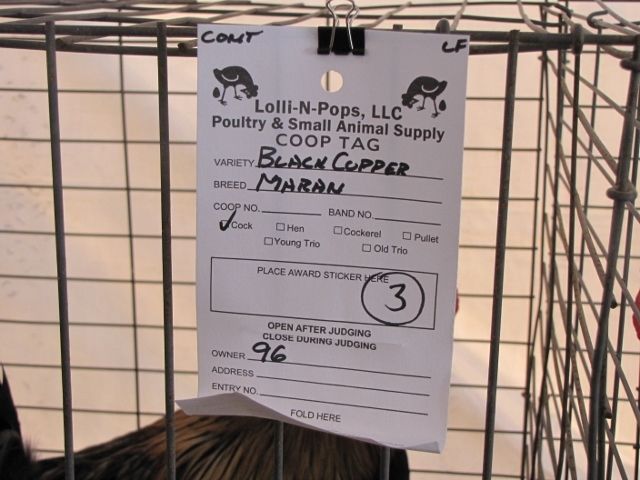 CONT LF
Lolli-N-Pops, LLC
Poultry & Small Animal Supply
COOP TAG
VARIETY BLACK COPPER
BREED MARAN
COOP NO. BAND NO.
Cock Hen Cockerel Pullet
Young Trio Old Trio
PLACE AWARD STICKER HERE
3
OPEN AFTER JUDGING
CLOSE DURING JUDGING
OWNER 96
ADDRESS
ENTRY NO.
FOLD HERE